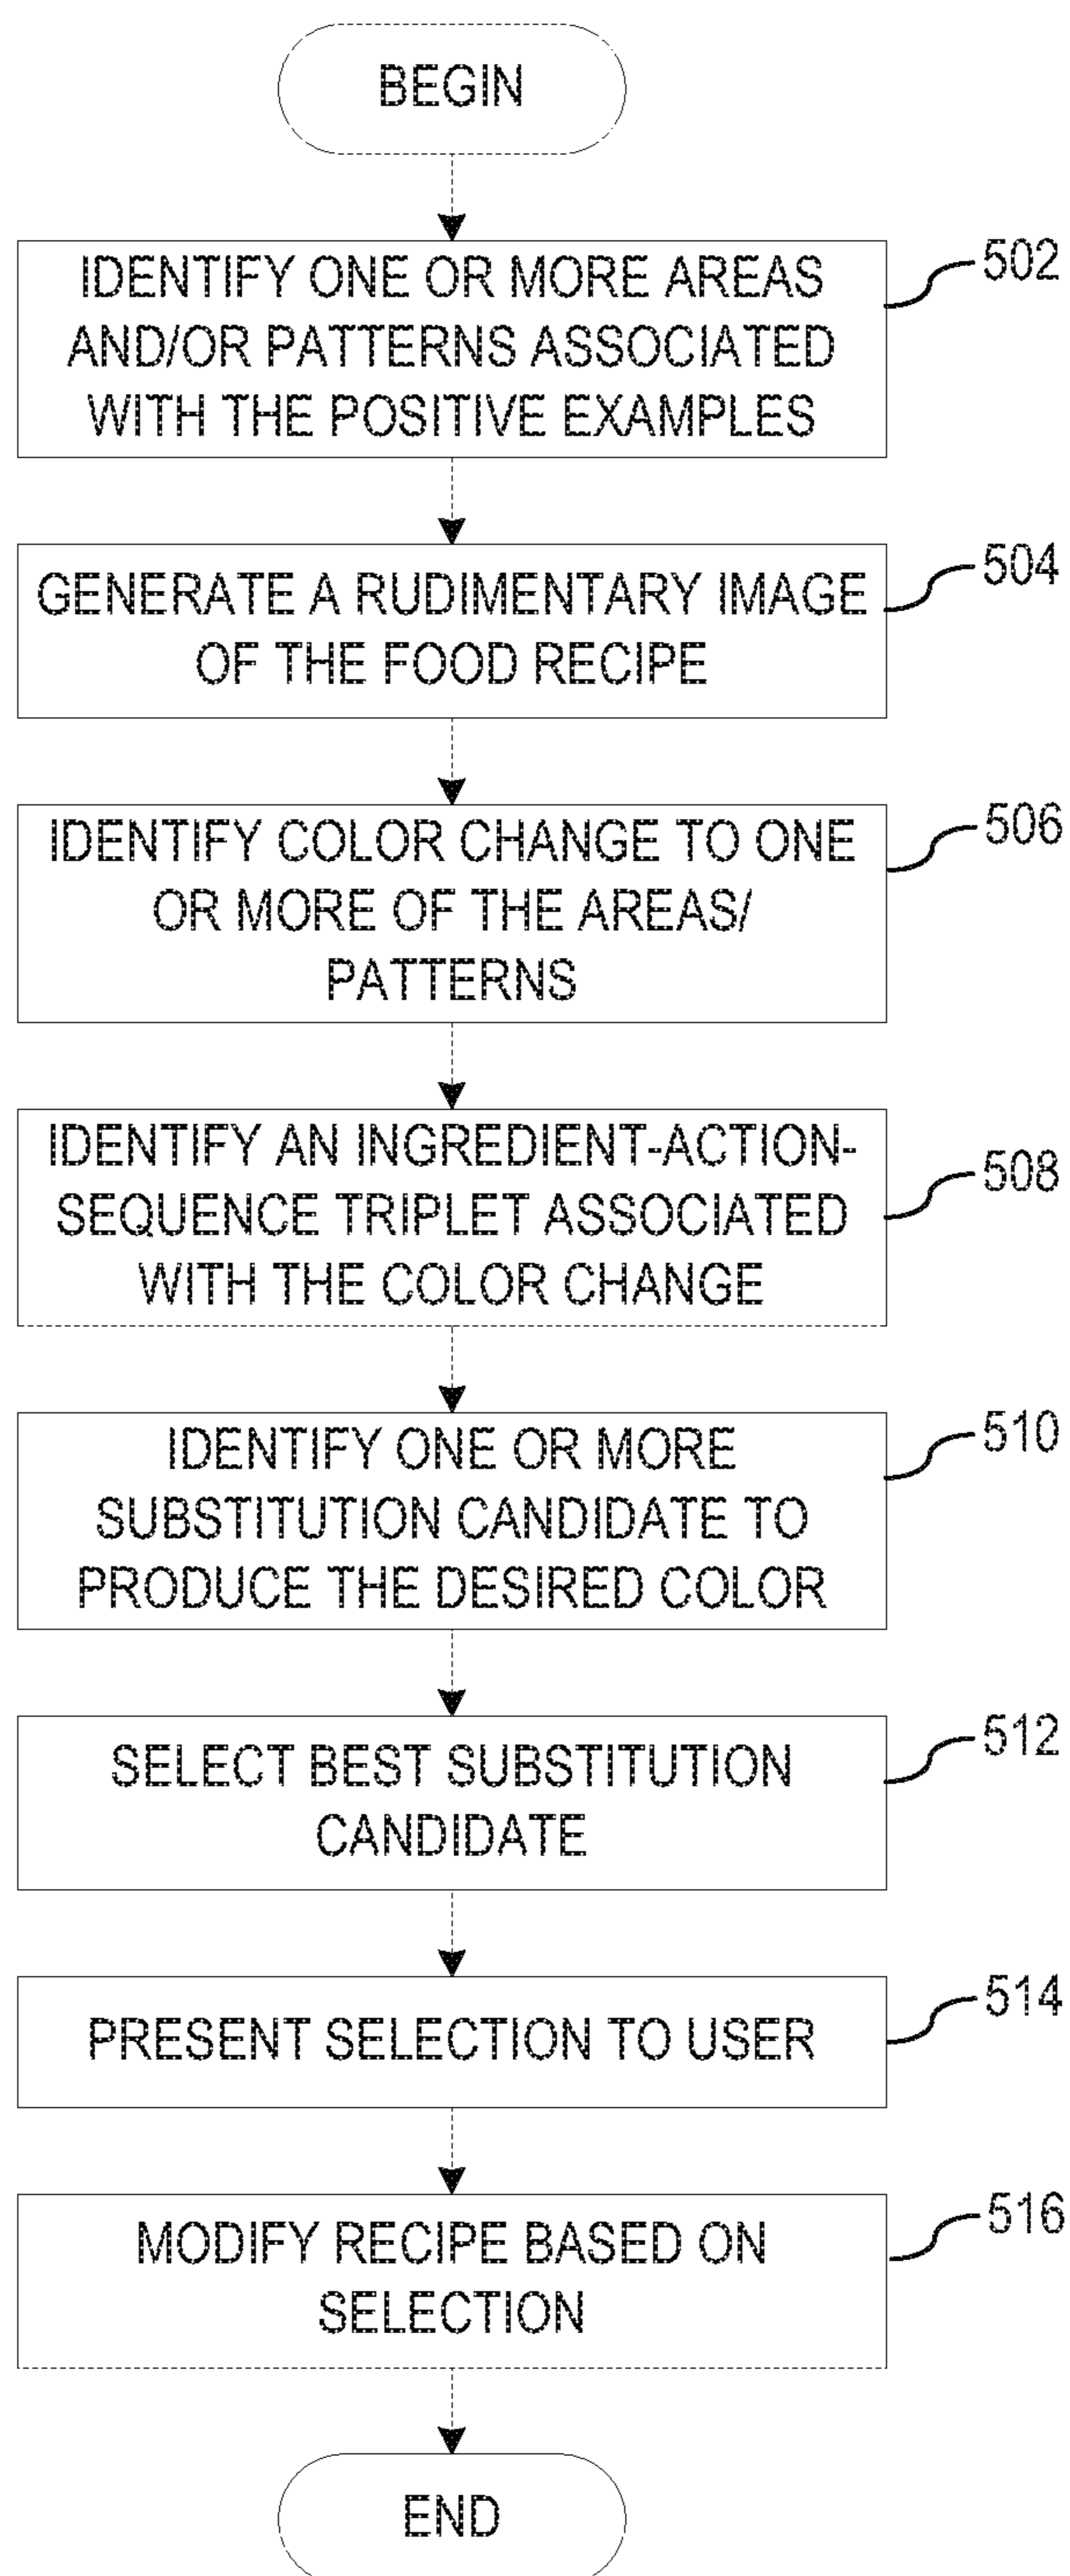 BEGIN
IDENTIFY ONE OR MORE AREAS
AND/OR PATTERNS ASSOCIATED
WITH THE POSITIVE EXAMPLES
502
GENERATE A RUDIMENTARY IMAGE
OF THE FOOD RECIPE
504
IDENTIFY COLOR CHANGE TO ONE
OR MORE OF THE AREAS/
PATTERNS
506
IDENTIFY AN INGREDIENT-ACTION-
SEQUENCE TRIPLET ASSOCIATED
WITH THE COLOR CHANGE
508
IDENTIFY ONE OR MORE
SUBSTITUTION CANDIDATE TO
PRODUCE THE DESIRED COLOR
510
SELECT BEST SUBSTITUTION
CANDIDATE
512
PRESENT SELECTION TO USER
514
MODIFY RECIPE BASED ON
SELECTION
516
END